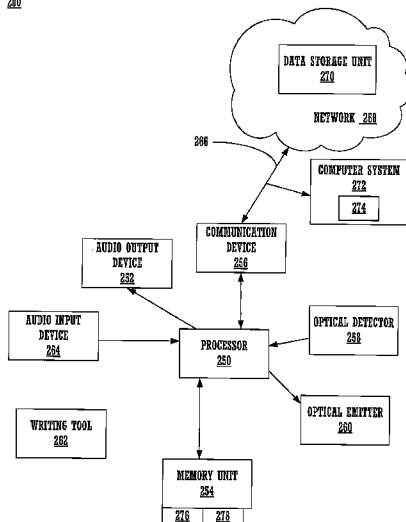 200
DATA STORAGE UNIT
270
NETWORK 268
266
COMPUTER SYSTEM
272
274
COMMUNICATION
DEVICE
256
AUDIO OUTPUT
DEVICE
252
AUDIO INPUT
DEVICE
264
OPTICAL DETECTOR
258
PROCESSOR
250
WRITING TOOL
262
OPTICAL EMITTER
260
MEMORY UNIT
254
276 278